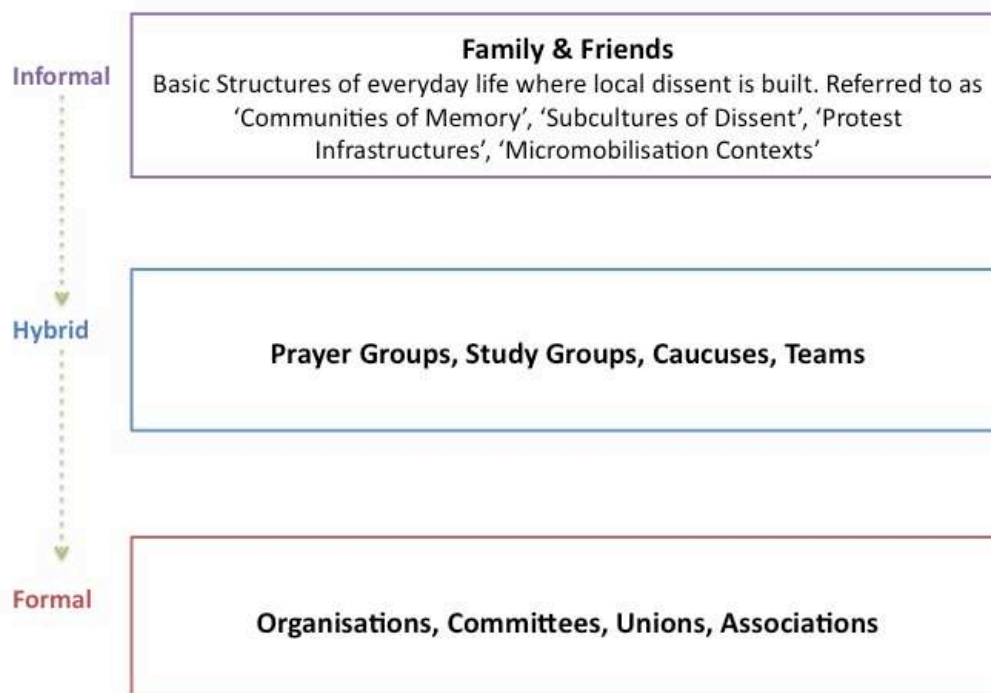 Informal
Family & Friends
Basic Structures of everyday life where local dissent is built. Referred to as
‘Communities of Memory’, ‘Subcultures of Dissent’, ‘Protest
Infrastructures’, ‘Micromobilisation Contexts’
Hybrid
Prayer Groups, Study Groups, Caucuses, Teams
Formal
Organisations, Committees, Unions, Associations